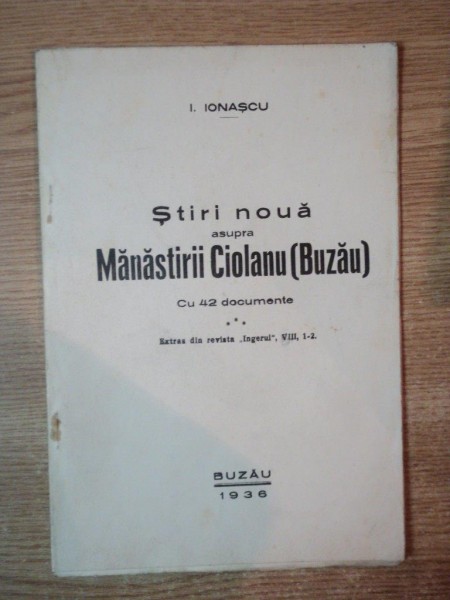 I. IONAȘCU
Știri nouă
asupra
Mănăstirii Ciolanu (Buzău)
Cu 42 documente
Extras din revista „Ingerul", VIII, 1-2.
BUZĂU
1936